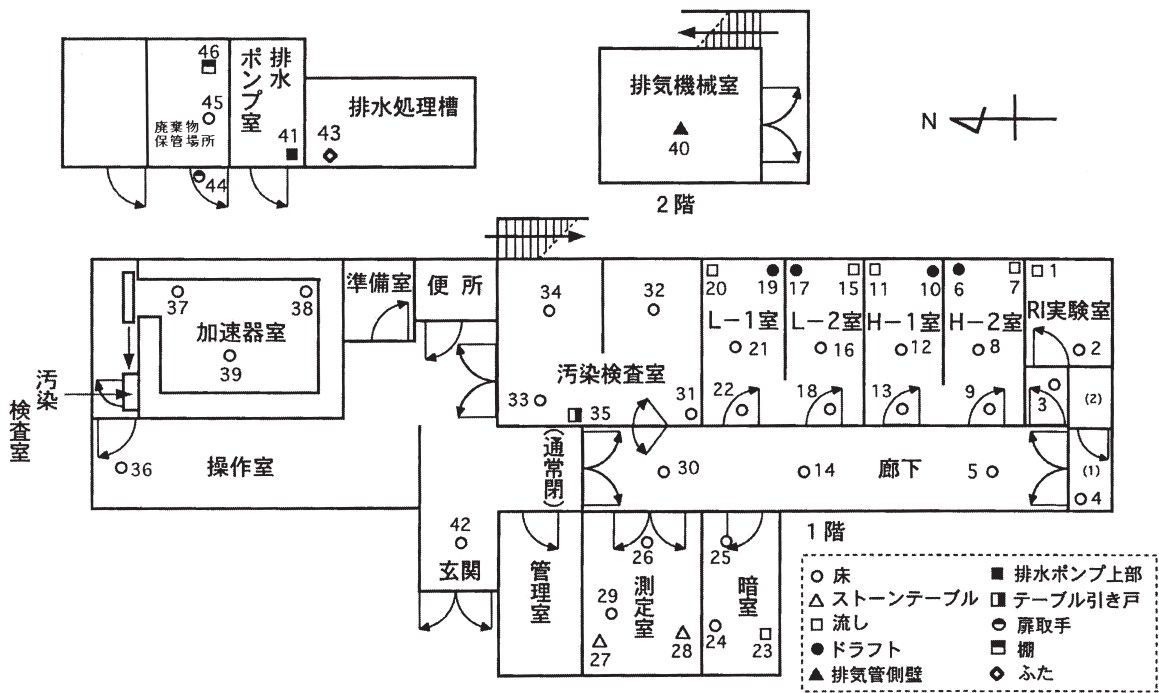 46
排水
ポンプ室
45
廃棄物
保管場所
41
排水処理槽
43
44
排気機械室
40
2階
N
37
38
加速器室
39
準備室
便所
汚染
検査室
36
操作室
34
32
汚染検査室
33
35
31
20
19
L-1室
21
22
17
15
L-2室
16
18
11
10
H-1室
12
13
6
7
H-2室
8
9
1
RI実験室
2
3
(2)
(通常閉)
30
14
廊下
5
(1)
4
42
玄関
管理室
26
29
測定室
27
28
25
暗室
24
23
1階
床
ストーンテーブル
流し
ドラフト
排気管側壁
排水ポンプ上部
テーブル引き戸
扉取手
棚
ふた